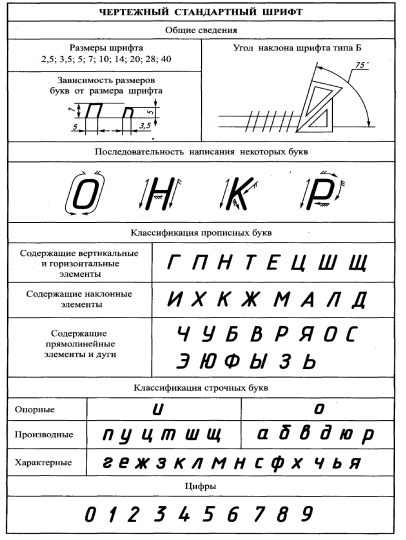 ЧЕРТЕЖНЫЙ СТАНДАРТНЫЙ ШРИФТ
Общие сведения
Размеры шрифта
2,5; 3,5; 5; 7; 10; 14; 20; 28; 40
Зависимость размеров
букв от размера шрифта
7 П п 5
5 3,5
Угол наклона шрифта типа Б
75°
Последовательность написания некоторых букв
О Н К Р
Классификация прописных букв
Содержащие вертикальные
и горизонтальные
элементы
Г П Н Т Е Ц Ш Щ
Содержащие наклонные
элементы
И Х К Ж М А Л Д
Содержащие
прямолинейные
элементы и дуги
Ч У Б В Р Я О С
Э Ю Ф Ы З Ь
Классификация строчных букв
Опорные и о
Производные п у ц т ш щ а б в д ю р
Характерные г е ж з к л м н с ф х ч ь я
Цифры
0 1 2 3 4 5 6 7 8 9